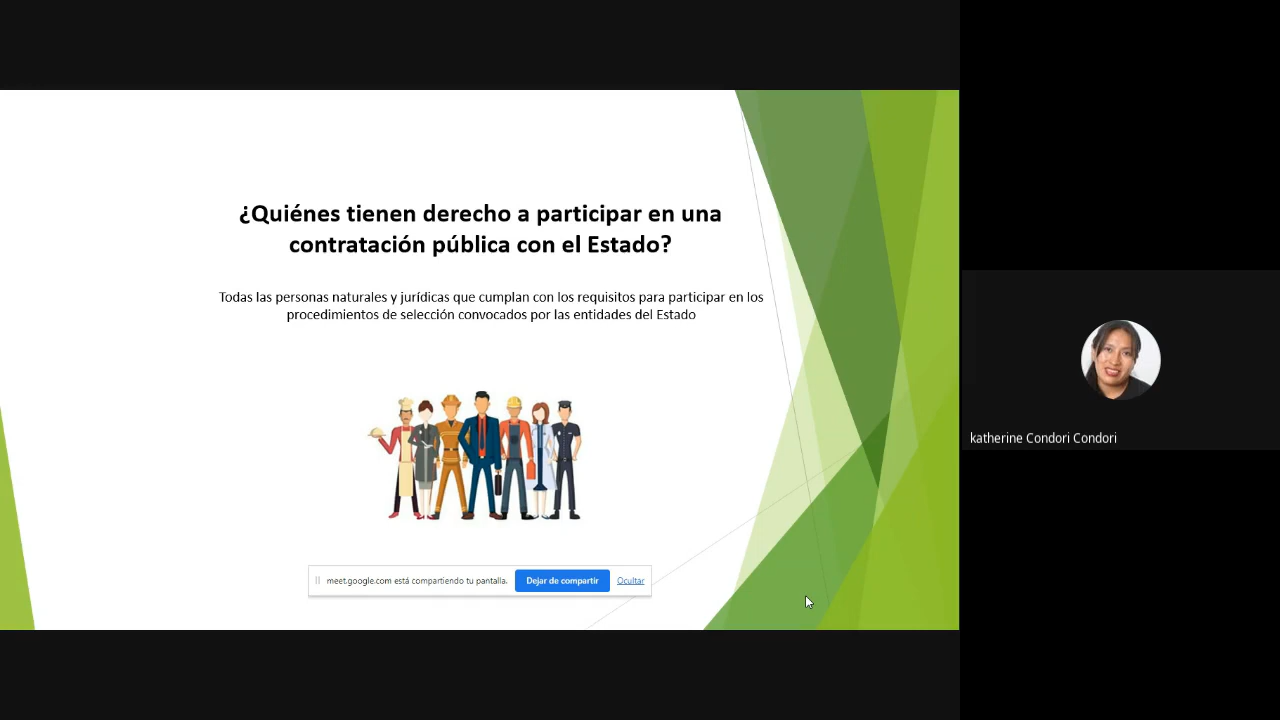 ¿Quiénes tienen derecho a participar en una
contratación pública con el Estado?
Todas las personas naturales y jurídicas que cumplan con los requisitos para participar en los
procedimientos de selección convocados por las entidades del Estado
meet.google.com está compartiendo tu pantalla.
Dejar de compartir
Ocultar
katherine Condori Condori